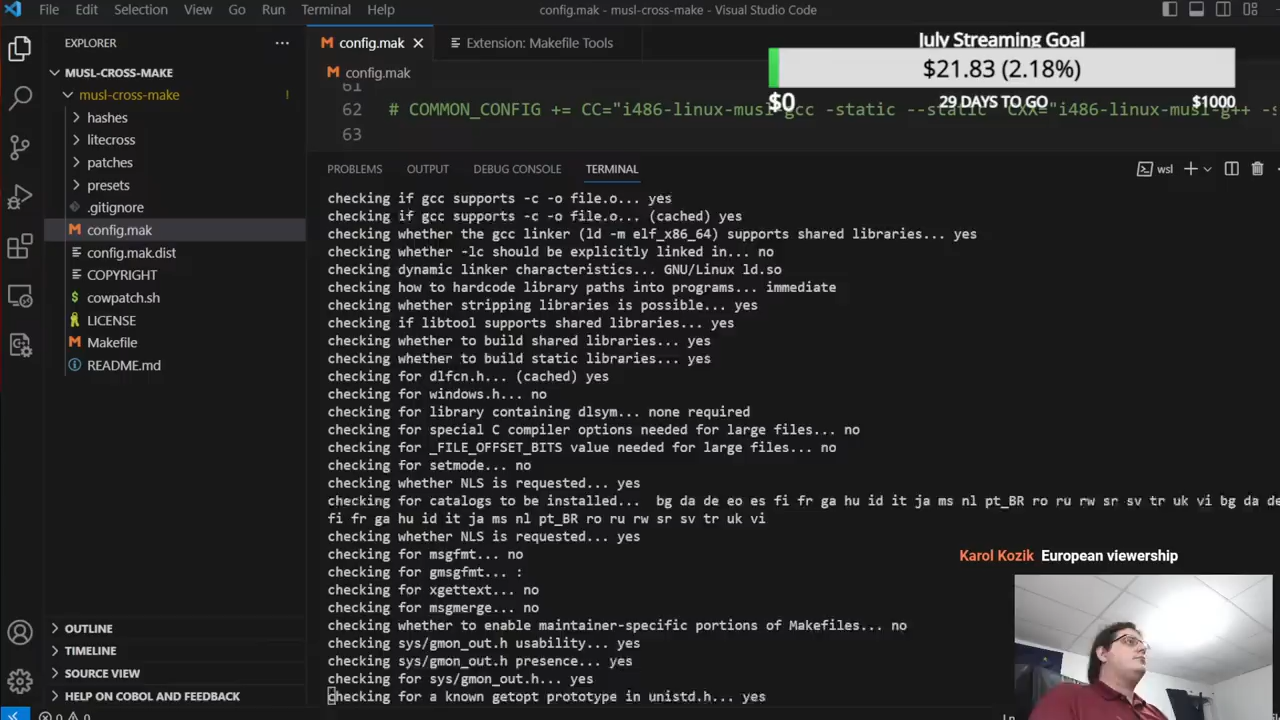 File Edit Selection View Go Run Terminal Help
config.mak - musl-cross-make - Visual Studio Code
EXPLORER
MUSL-CROSS-MAKE
musl-cross-make !
hashes
litecross
patches
presets
.gitignore
config.mak
config.mak.dist
COPYRIGHT
cowpatch.sh
LICENSE
Makefile
README.md
OUTLINE
TIMELINE
SOURCE VIEW
HELP ON COBOL AND FEEDBACK
config.mak
Extension: Makefile Tools
config.mak
July Streaming Goal
$21.83 (2.18%)
$0 29 DAYS TO GO $1000
61
62 # COMMON_CONFIG += CC="i486-linux-musl-gcc -static --static" CXX="i486-linux-musl-g++ -s
63
PROBLEMS OUTPUT DEBUG CONSOLE TERMINAL
wsl
checking if gcc supports -c -o file.o... yes
checking if gcc supports -c -o file.o... (cached) yes
checking whether the gcc linker (ld -m elf_x86_64) supports shared libraries... yes
checking whether -lc should be explicitly linked in... no
checking dynamic linker characteristics... GNU/Linux ld.so
checking how to hardcode library paths into programs... immediate
checking whether stripping libraries is possible... yes
checking if libtool supports shared libraries... yes
checking whether to build shared libraries... yes
checking whether to build static libraries... yes
checking for dlfcn.h... (cached) yes
checking for windows.h... no
checking for library containing dlsym... none required
checking for special C compiler options needed for large files... no
checking for _FILE_OFFSET_BITS value needed for large files... no
checking for setmode... no
checking whether NLS is requested... yes
checking for catalogs to be installed...  bg da de eo es fi fr ga hu id it ja ms nl pt_BR ro ru rw sr sv tr uk vi bg da de
fi fr ga hu id it ja ms nl pt_BR ro ru rw sr sv tr uk vi
checking whether NLS is requested... yes
checking for msgfmt... no
checking for gmsgfmt... :
checking for xgettext... no
checking for msgmerge... no
checking whether to enable maintainer-specific portions of Makefiles... no
checking sys/gmon_out.h usability... yes
checking sys/gmon_out.h presence... yes
checking for sys/gmon_out.h... yes
checking for a known getopt prototype in unistd.h... yes
Karol Kozik European viewership